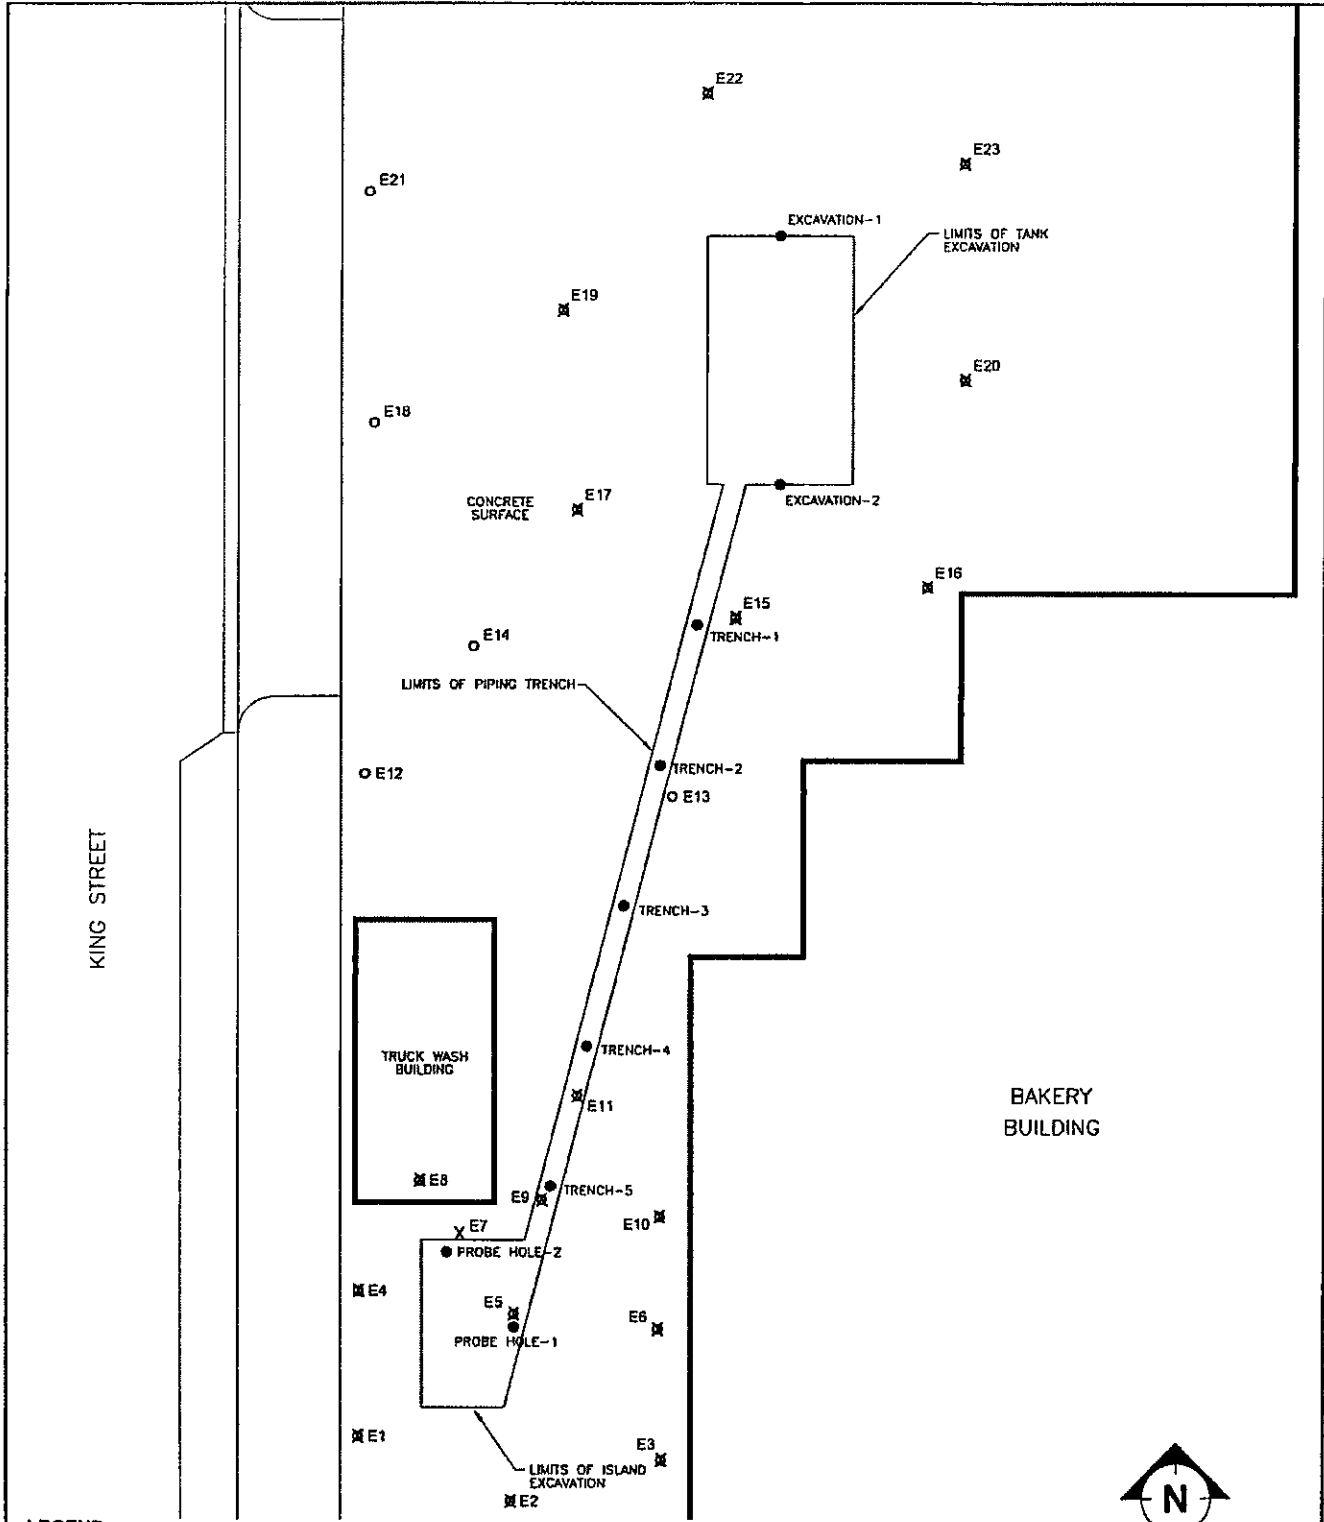 E22
E23
E21
EXCAVATION-1
LIMITS OF TANK
EXCAVATION
E19
E20
E18
CONCRETE
SURFACE
E17
EXCAVATION-2
E16
E15
TRENCH-1
E14
LIMITS OF PIPING TRENCH
TRENCH-2
E12
E13
KING STREET
TRENCH-3
TRUCK WASH
BUILDING
TRENCH-4
E11
BAKERY
BUILDING
E8
TRENCH-5
E9
E10
E7
PROBE HOLE-2
E4
E5
E6
PROBE HOLE-1
E1
E3
LIMITS OF ISLAND
EXCAVATION
E2
N